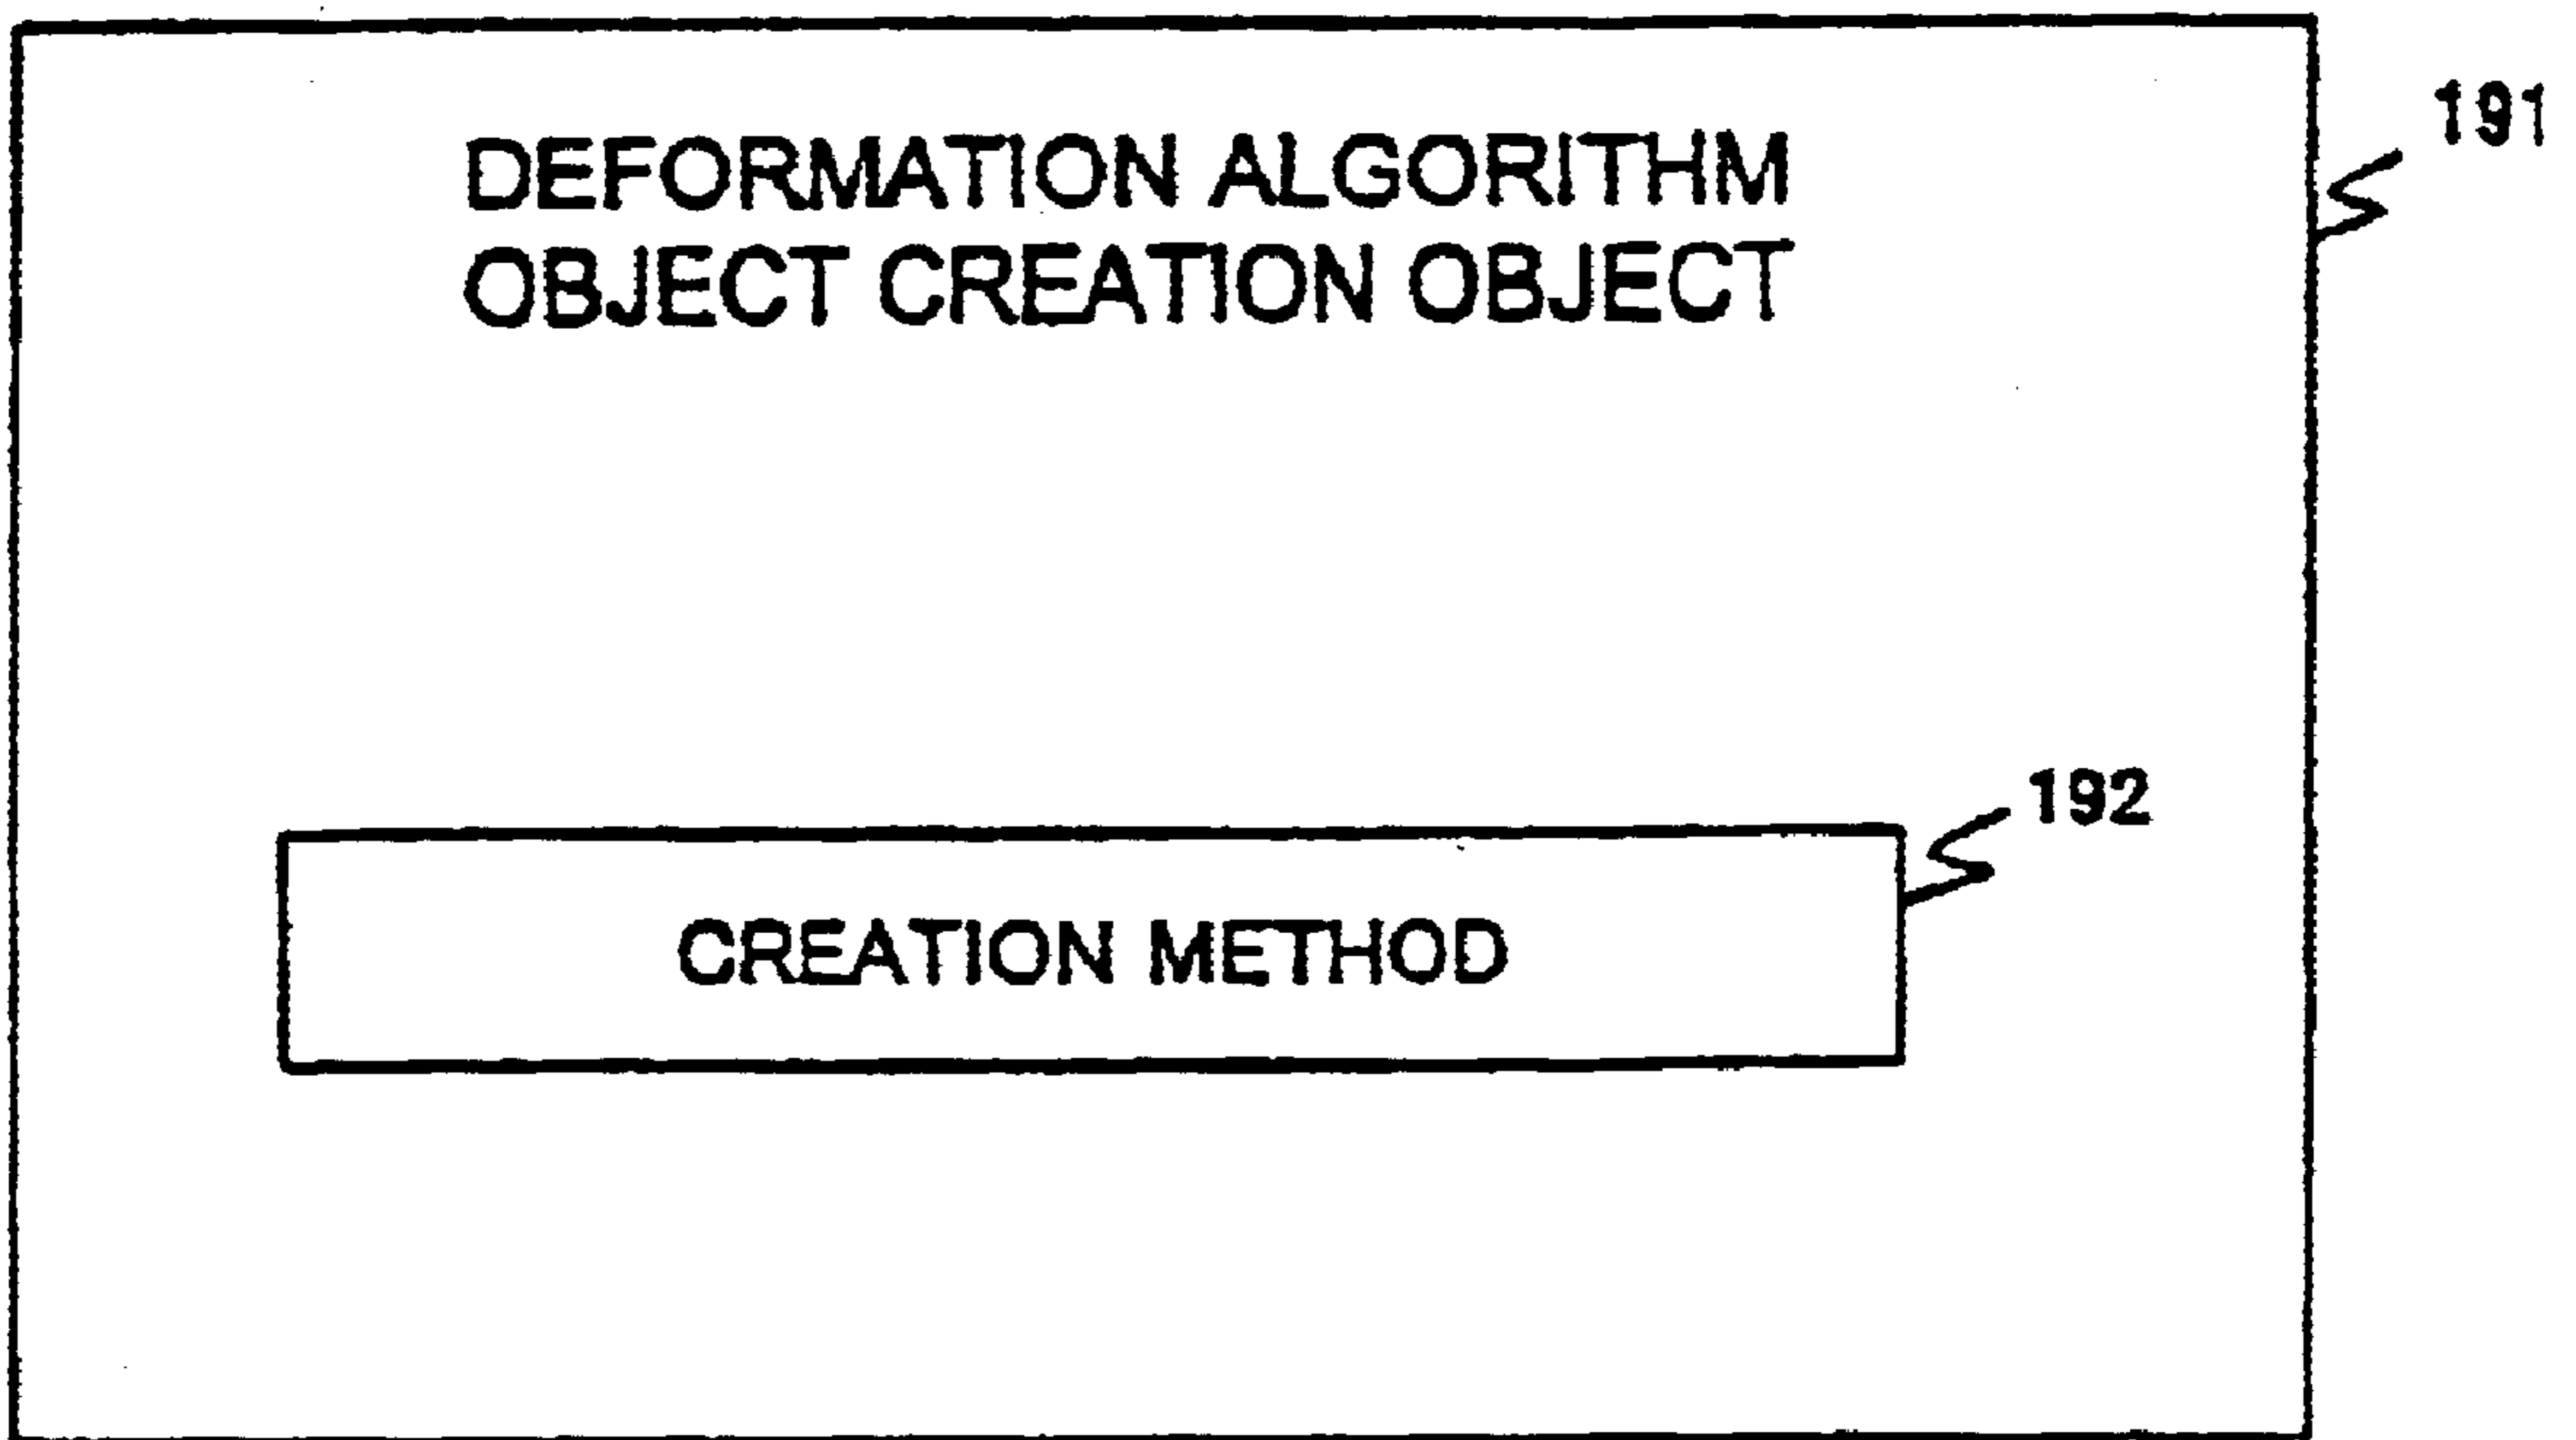 191
DEFORMATION ALGORITHM
OBJECT CREATION OBJECT
192
CREATION METHOD